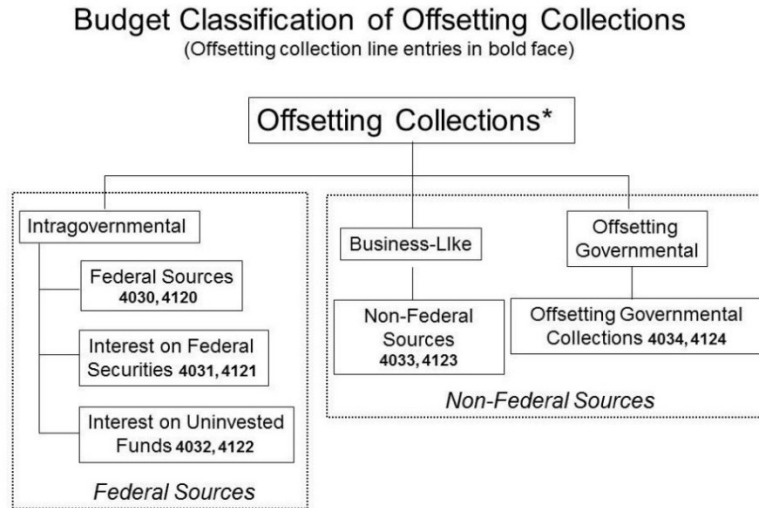 Budget Classification of Offsetting Collections
(Offsetting collection line entries in bold face)
Offsetting Collections*
Intragovernmental
Federal Sources
4030, 4120
Interest on Federal
Securities 4031, 4121
Interest on Uninvested
Funds 4032, 4122
Federal Sources
Business-LIke
Non-Federal
Sources
4033, 4123
Offsetting
Governmental
Offsetting Governmental
Collections 4034, 4124
Non-Federal Sources